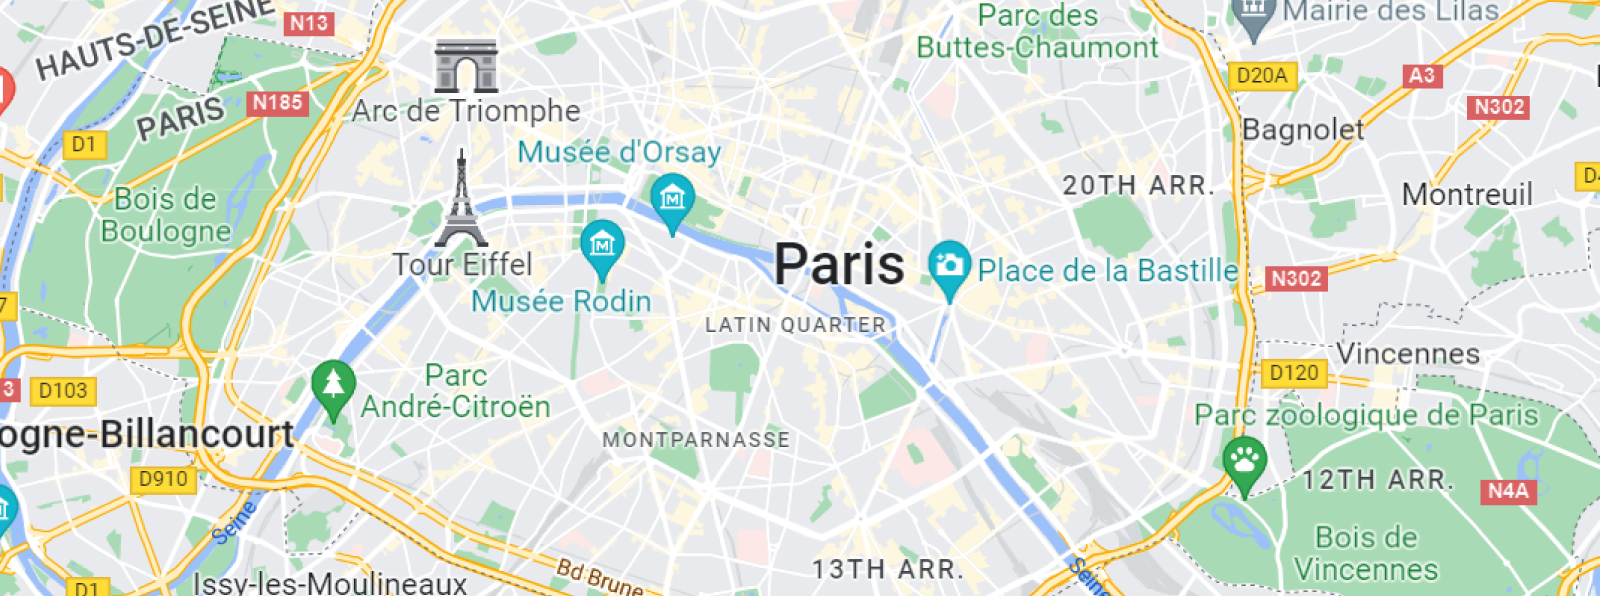 HAUTS-DE-SEINE
N13
Parc des
Buttes-Chaumont
Mairie des Lilas
D20A
A3
N302
PARIS
N185
Arc de Triomphe
D1
Musée d'Orsay
Bagnolet
20TH ARR.
Montreuil
Bois de
Boulogne
Tour Eiffel
Paris
Place de la Bastille
N302
Musée Rodin
LATIN QUARTER
Vincennes
D103
Parc
André-Citroën
D120
Parc zoologique de Paris
ogne-Billancourt
MONTPARNASSE
D910
12TH ARR.
N4A
Seine
Bois de
Vincennes
13TH ARR.
Bd Brune
Seine
Issy-les-Moulineaux
D1